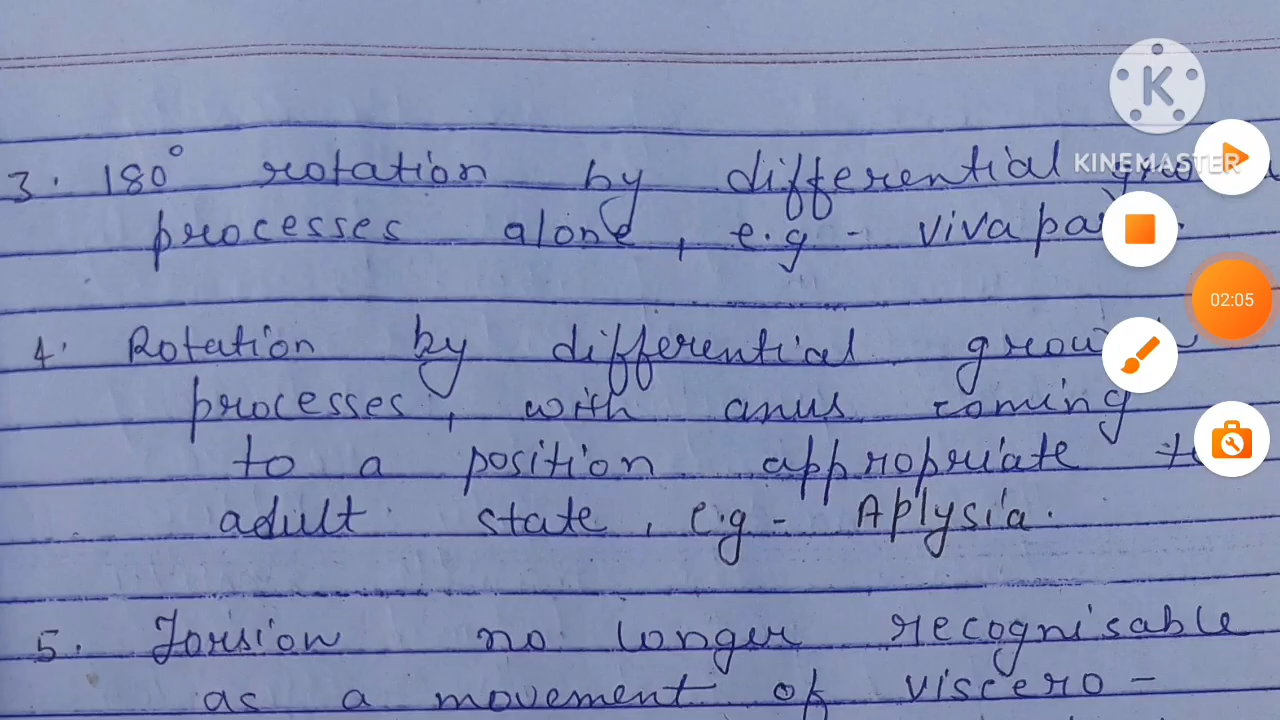 3. 180° rotation by differential
processes alone, e.g - vivapa
KINEMASTER
02:05
4. Rotation by differential
processes, with anus coming
to a position appropriate
adult state, e.g - Aplysia.
5. Torsion no longer recognisable
as a movement of viscero-